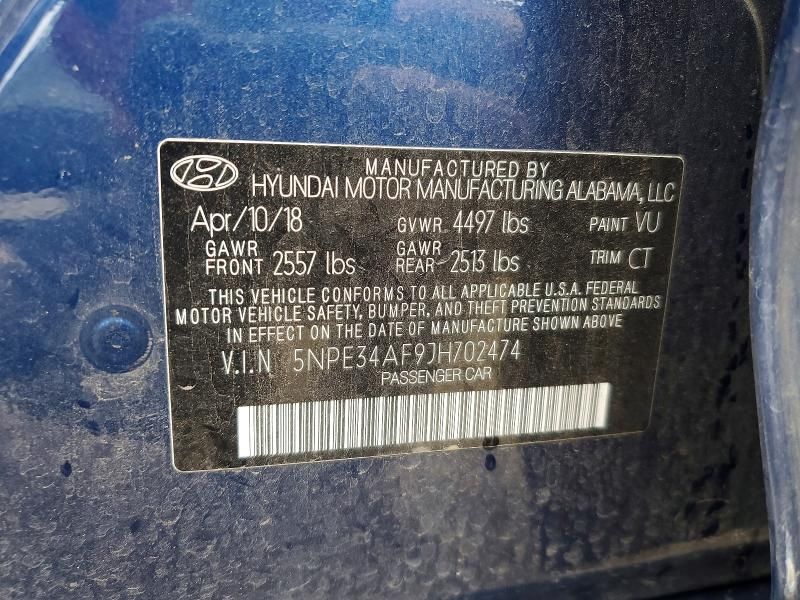 MANUFACTURED BY
HYUNDAI MOTOR MANUFACTURING ALABAMA, LLC
Apr/10/18 GVWR 4497 lbs PAINT VU
GAWR FRONT 2557 lbs GAWR REAR 2513 lbs TRIM CT
THIS VEHICLE CONFORMS TO ALL APPLICABLE U.S.A. FEDERAL
MOTOR VEHICLE SAFETY, BUMPER, AND THEFT PREVENTION STANDARDS
IN EFFECT ON THE DATE OF MANUFACTURE SHOWN ABOVE
V.I.N 5NPE34AF9JH702474
PASSENGER CAR